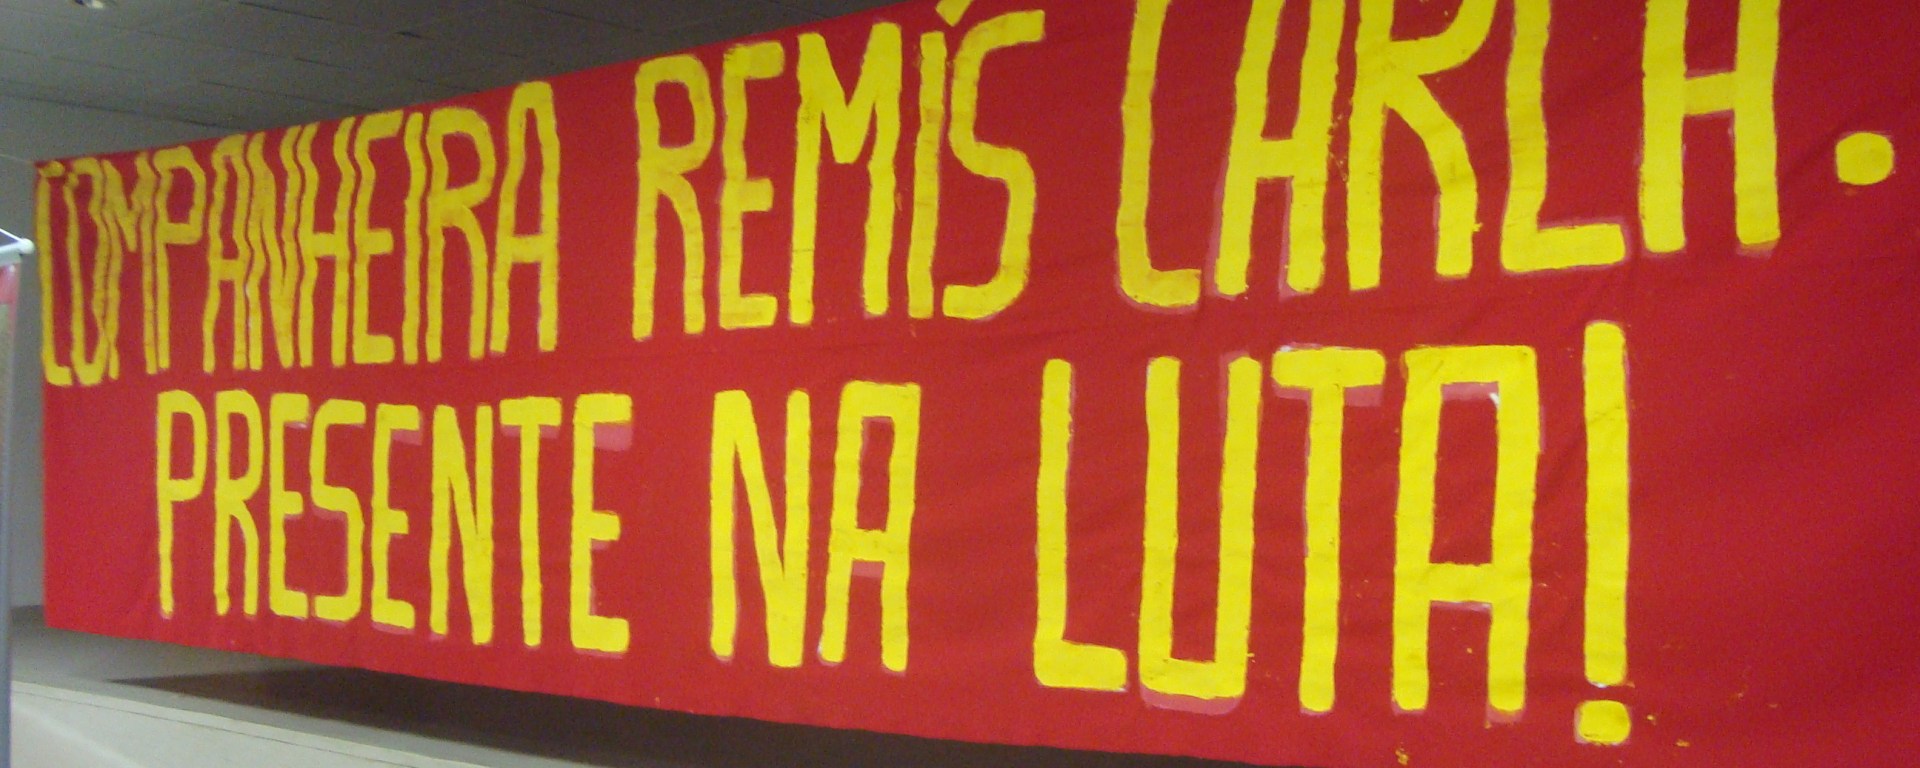 COMPANHEIRA REMÍS CARLA.
PRESENTE NA LUTA!